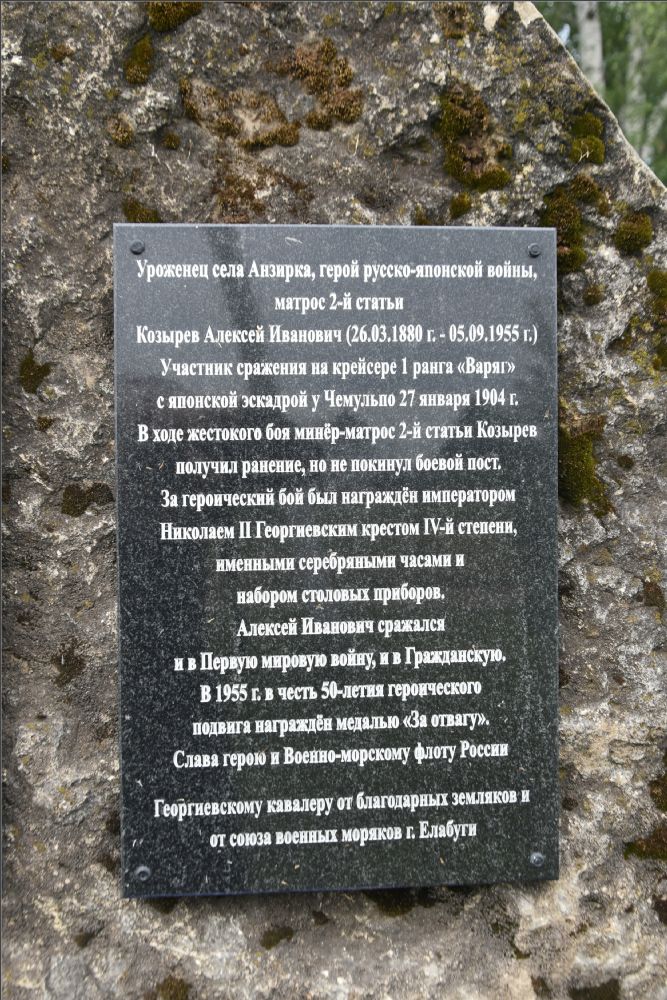 Уроженец села Анзирка, герой русско-японской войны,
матрос 2-й статьи
Козырев Алексей Иванович (26.03.1880 г. - 05.09.1955 г.)
Участник сражения на крейсере 1 ранга «Варяг»
с японской эскадрой у Чемульпо 27 января 1904 г.
В ходе жестокого боя минёр-матрос 2-й статьи Козырев
получил ранение, но не покинул боевой пост.
За героический бой был награждён императором
Николаем II Георгиевским крестом IV-й степени,
именными серебряными часами и
набором столовых приборов.
Алексей Иванович сражался
и в Первую мировую войну, и в Гражданскую.
В 1955 г. в честь 50-летия героического
подвига награждён медалью «За отвагу».
Слава герою и Военно-морскому флоту России
Георгиевскому кавалеру от благодарных земляков и
от союза военных моряков г. Елабуги